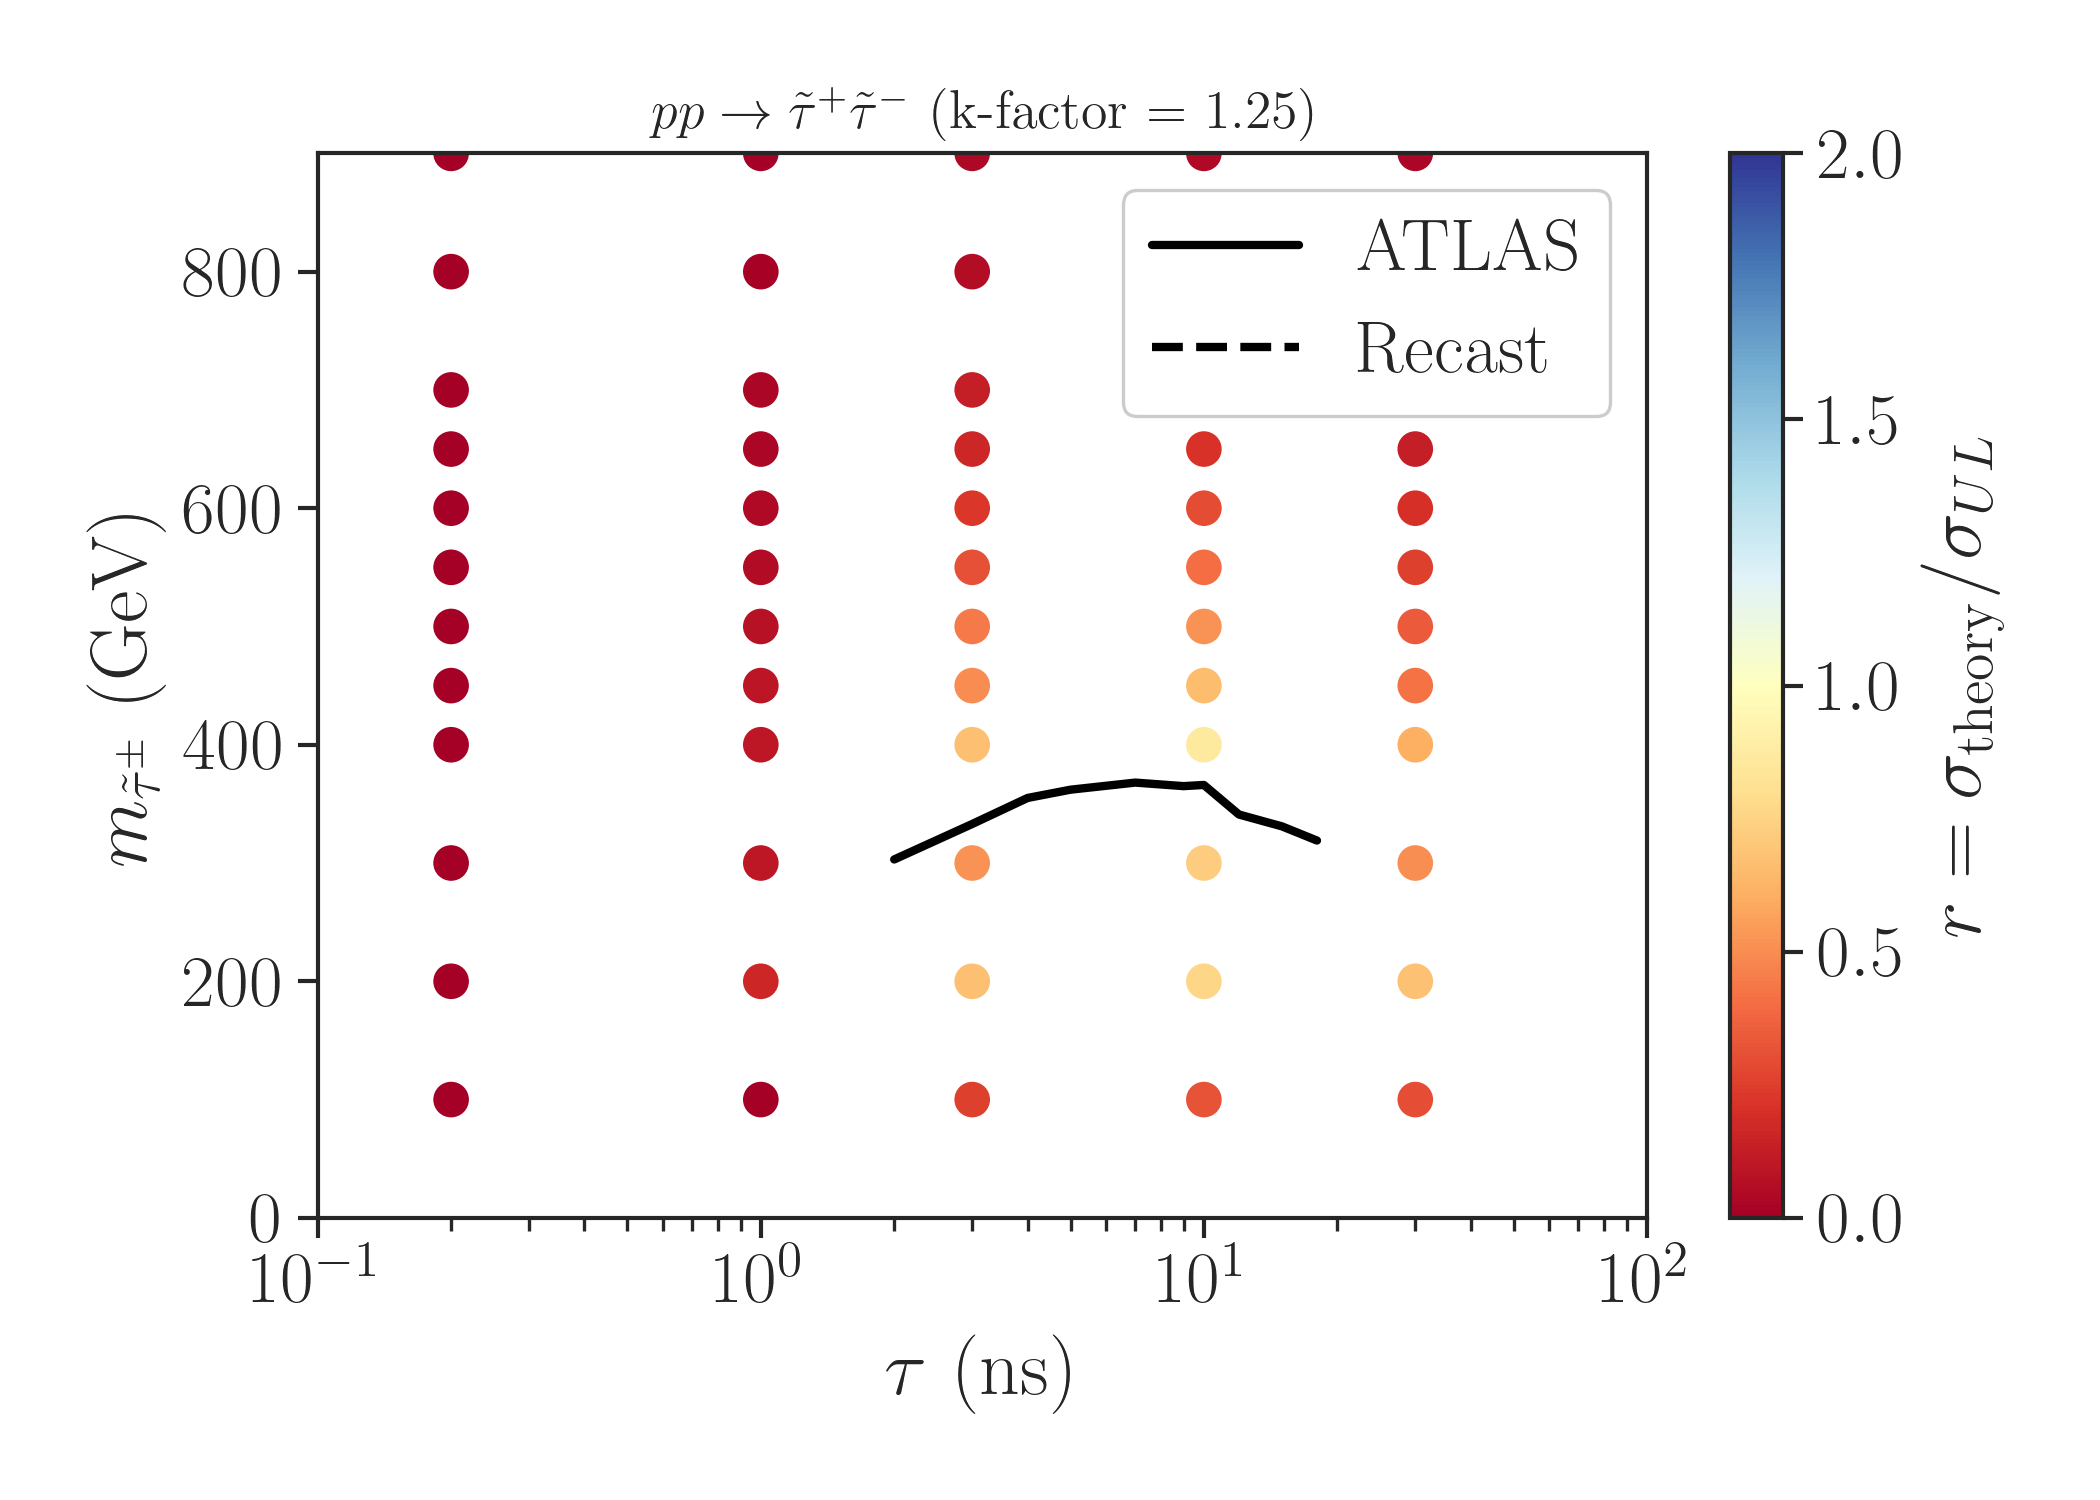 pp → τ̃⁺τ̃⁻ (k-factor = 1.25)
ATLAS
Recast
m_τ̃± (GeV)
800
600
400
200
0
10⁻¹
10⁰
10¹
10²
τ (ns)
2.0
1.5
1.0
0.5
0.0
r = σ_theory/σ_UL